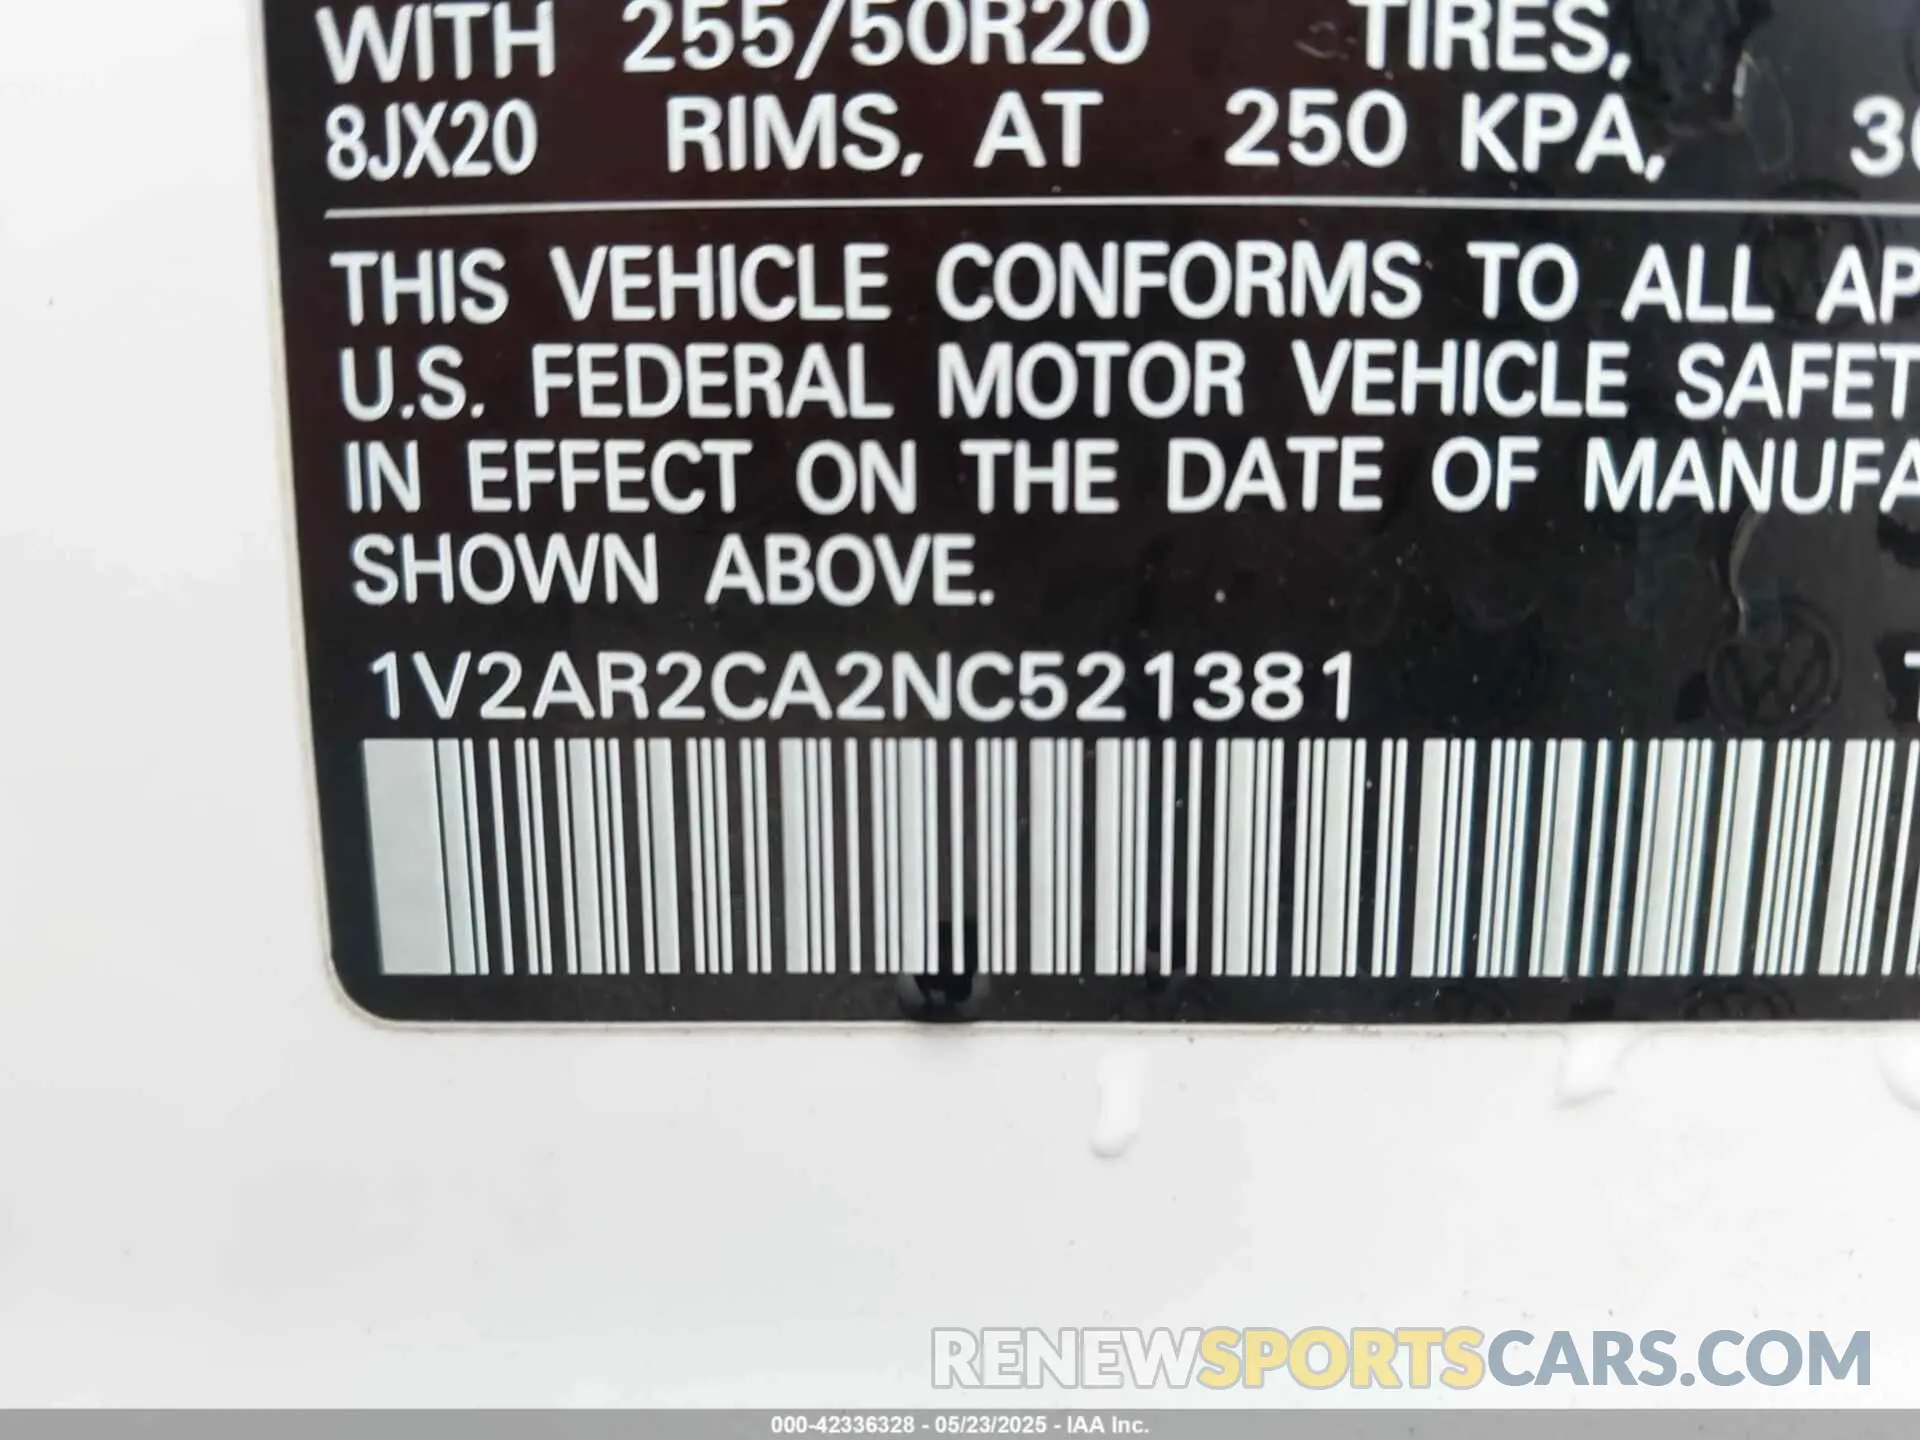 WITH 255/50R20 TIRES,
8JX20 RIMS, AT 250 KPA,
THIS VEHICLE CONFORMS TO ALL AP
U.S. FEDERAL MOTOR VEHICLE SAFET
IN EFFECT ON THE DATE OF MANUFA
SHOWN ABOVE.
1V2AR2CA2NC521381
RENEWSPORTSCARS.COM
000-42336328 - 05/23/2025 - IAA Inc.